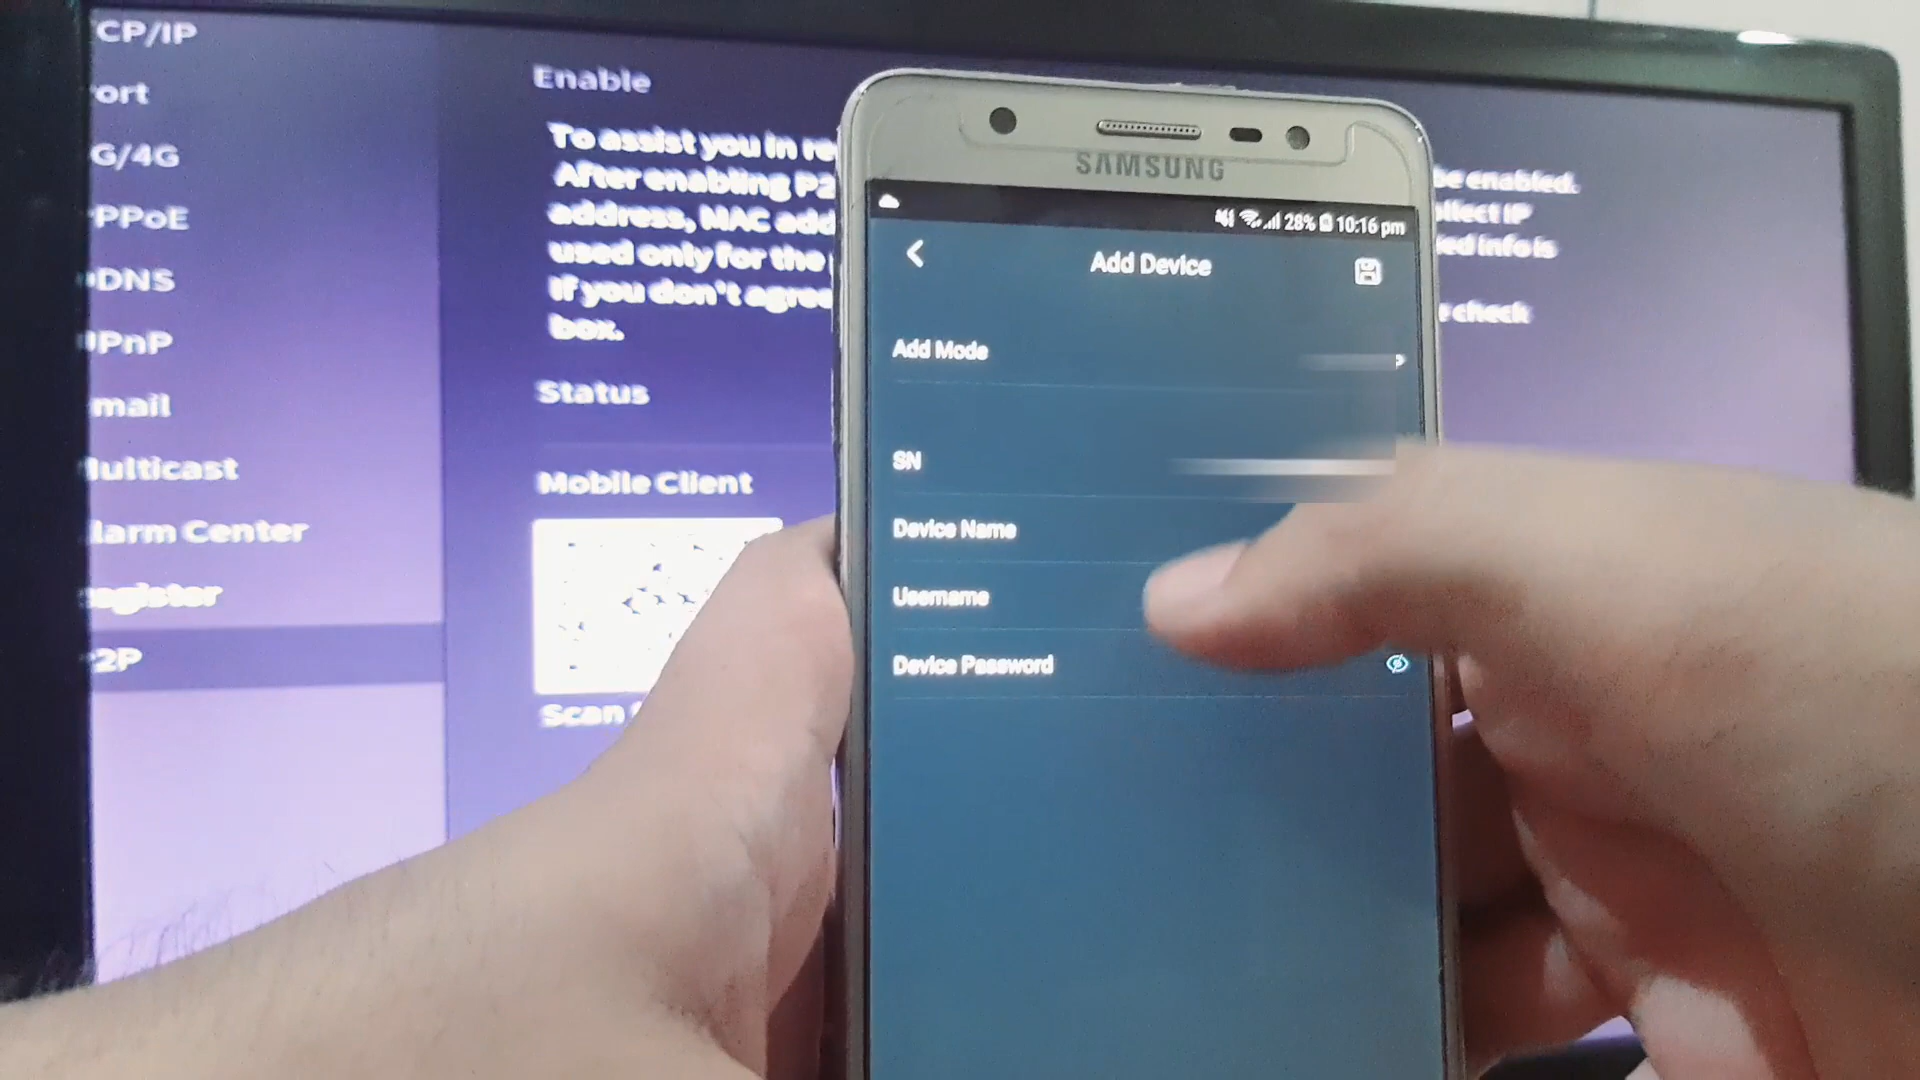 CP/IP
ort
G/4G
PPoE
DNS
PnP
mail
ulticast
larm Center
egister
2P
Enable
To assist you in re
After enabling P2
address, MAC add
used only for the
If you don't agree
box.
be enabled.
ollect IP
ed info is
check
Status
Mobile Client
Scan
SAMSUNG
28% 10:16 pm
Add Device
Add Mode
SN
Device Name
Username
Device Password